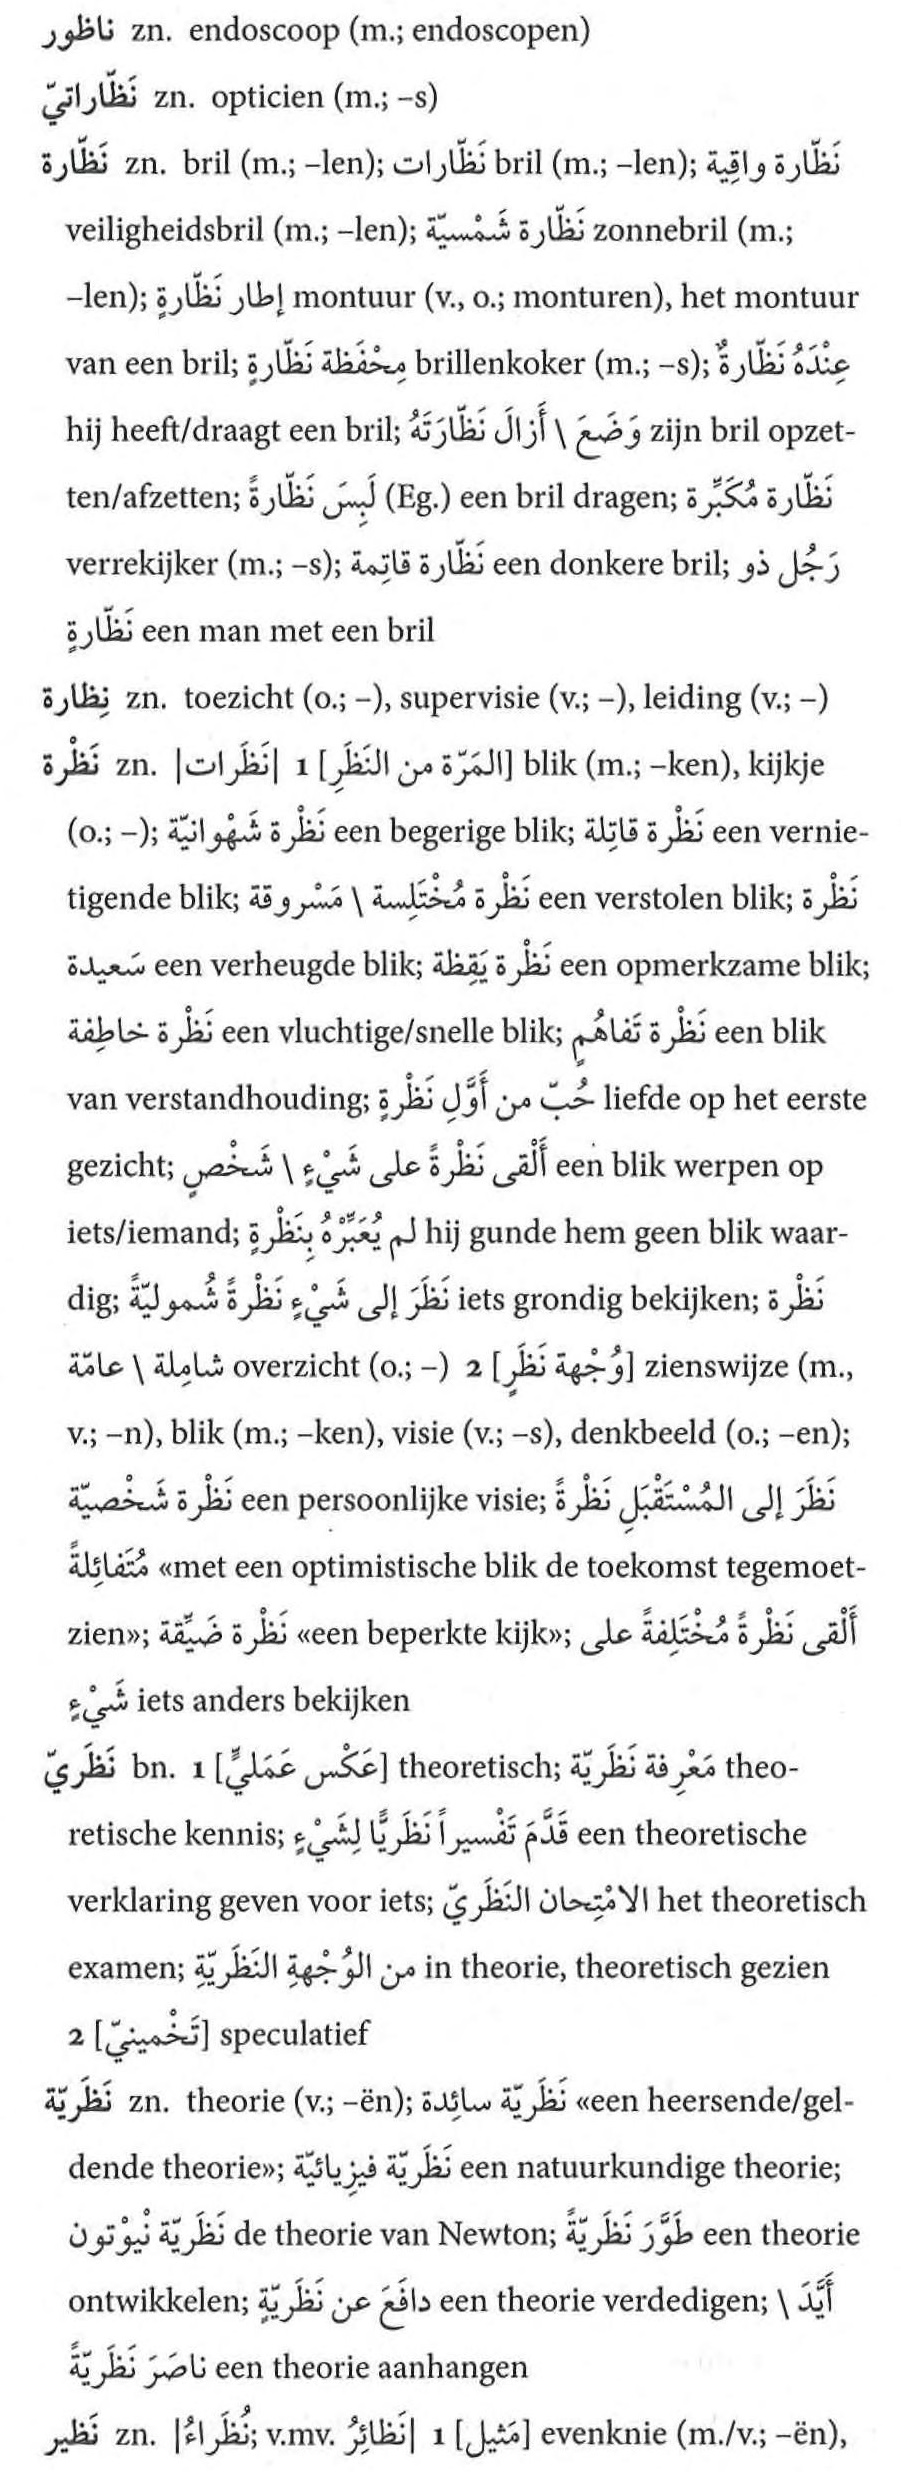 ناظور zn. endoscoop (m.; endoscopen)
نَظّاراتيّ zn. opticien (m.; –s)
نَظّارة zn. bril (m.; –len); نَظّارات bril (m.; –len); نَظّارة واقِية
veiligheidsbril (m.; –len); نَظّارة شَمْسيّة zonnebril (m.;
–len); إطار نَظّارةٍ montuur (v., o.; monturen), het montuur
van een bril; مِحْفَظة نَظّارةٍ brillenkoker (m.; –s); عِنْدَهُ نَظّارةٌ
hij heeft/draagt een bril; وَضَعَ \ أَزالَ نَظّارَتَهُ zijn bril opzet-
ten/afzetten; لَبِسَ نَظّارةً (Eg.) een bril dragen; نَظّارة مُكَبِّرة
verrekijker (m.; –s); نَظّارة قاتِمة een donkere bril; رَجُل ذو
نَظّارةٍ een man met een bril
نِظارة zn. toezicht (o.; –), supervisie (v.; –), leiding (v.; –)
نَظْرة zn. |نَظَرات| 1 [المَرّة من النَظَرِ] blik (m.; –ken), kijkje
(o.; –); نَظْرة شَهْوانيّة een begerige blik; نَظْرة قاتِلة een vernie-
tigende blik; نَظْرة مُخْتَلِسة \ مَسْروقة een verstolen blik; نَظْرة
سَعيدة een verheugde blik; نَظْرة يَقِظة een opmerkzame blik;
نَظْرة خاطِفة een vluchtige/snelle blik; نَظْرة تَفاهُمٍ een blik
van verstandhouding; حُبّ من أَوَّلِ نَظْرةٍ liefde op het eerste
gezicht; أَلْقى نَظْرةً على شَيْءٍ \ شَخْصٍ een blik werpen op
iets/iemand; لم يُعَبِّرْهُ بِنَظْرةٍ hij gunde hem geen blik waar-
dig; نَظَرَ إلى شَيْءٍ نَظْرةً شُموليّةً iets grondig bekijken; نَظْرة
شامِلة \ عامّة overzicht (o.; –) 2 [وُجْهة نَظَرٍ] zienswijze (m.,
v.; –n), blik (m.; –ken), visie (v.; –s), denkbeeld (o.; –en);
نَظْرة شَخْصيّة een persoonlijke visie; نَظَرَ إلى المُسْتَقْبَلِ نَظْرةً
مُتَفائِلةً «met een optimistische blik de toekomst tegemoet-
zien»; نَظْرة ضَيِّقة «een beperkte kijk»; أَلْقى نَظْرةً مُخْتَلِفةً على
شَيْءٍ iets anders bekijken
نَظَريّ bn. 1 [عَكْس عَمَليٍّ] theoretisch; مَعْرِفة نَظَريّة theo-
retische kennis; قَدَّمَ تَفْسيراً نَظَريًّا لِشَيْءٍ een theoretische
verklaring geven voor iets; الامْتِحان النَظَريّ het theoretisch
examen; من الوُجْهةِ النَظَريّةِ in theorie, theoretisch gezien
2 [تَخْمينيّ] speculatief
نَظَريّة zn. theorie (v.; –ën); نَظَريّة سائِدة «een heersende/gel-
dende theorie»; نَظَريّة فيزيائيّة een natuurkundige theorie;
نَظَريّة نْيوْتون de theorie van Newton; طَوَّرَ نَظَريّةً een theorie
ontwikkelen; دافَعَ عن نَظَريّةٍ een theorie verdedigen; أَيَّدَ \
ناصَرَ نَظَريّةً een theorie aanhangen
نَظير zn. |نُظَراءُ; v.mv. نَظائِرُ| 1 [مَثيل] evenknie (m./v.; –ën),